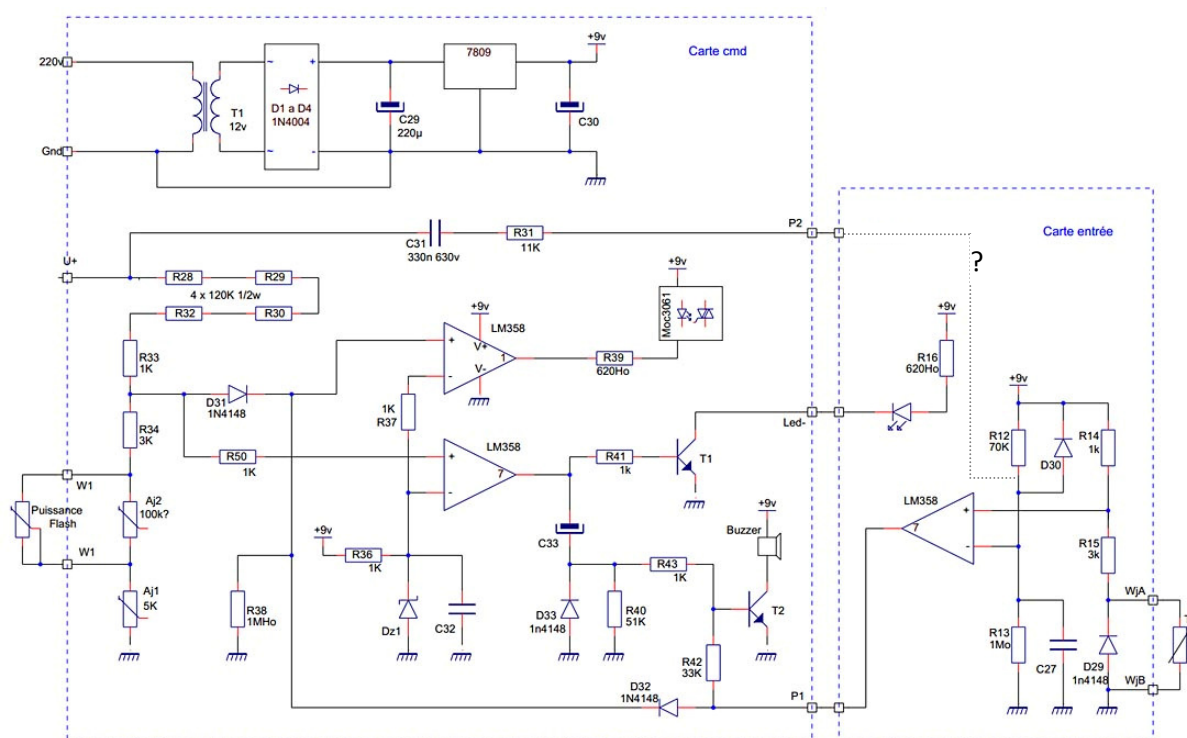 Carte cmd
220v
Gnd
T1
12v
D1 a D4
1N4004
~
~
+
-
C29
220µ
7809
+9v
C30
U+
C31
330n 630v
R31
11K
P2
R28
R29
4 x 120K 1/2w
R32
R30
R33
1K
D31
1N4148
R34
3K
R50
1K
W1
Puissance
Flash
Aj2
100k?
W1
Aj1
5K
R38
1MHo
+9v
LM358
V+
V-
+
-
1
1K
R37
R39
620Ho
+9v
Moc3061
LM358
+
-
7
R41
1k
T1
Led-
+9v
R36
1K
Dz1
C32
C33
D33
1n4148
R40
51K
R43
1K
R42
33K
+9v
Buzzer
T2
D32
1N4148
P1
Carte entrée
?
+9v
R16
620Ho
+9v
R12
70K
D30
R14
1k
LM358
+
-
7
R15
3k
R13
1Mo
C27
D29
1n4148
WjA
WjB